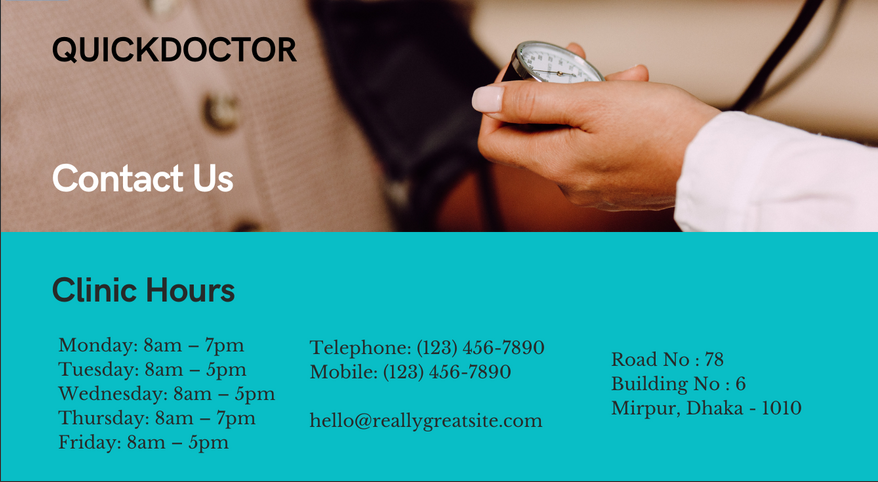 QUICKDOCTOR
Contact Us
Clinic Hours
Monday: 8am – 7pm
Tuesday: 8am – 5pm
Wednesday: 8am – 5pm
Thursday: 8am – 7pm
Friday: 8am – 5pm
Telephone: (123) 456-7890
Mobile: (123) 456-7890
hello@reallygreatsite.com
Road No : 78
Building No : 6
Mirpur, Dhaka - 1010